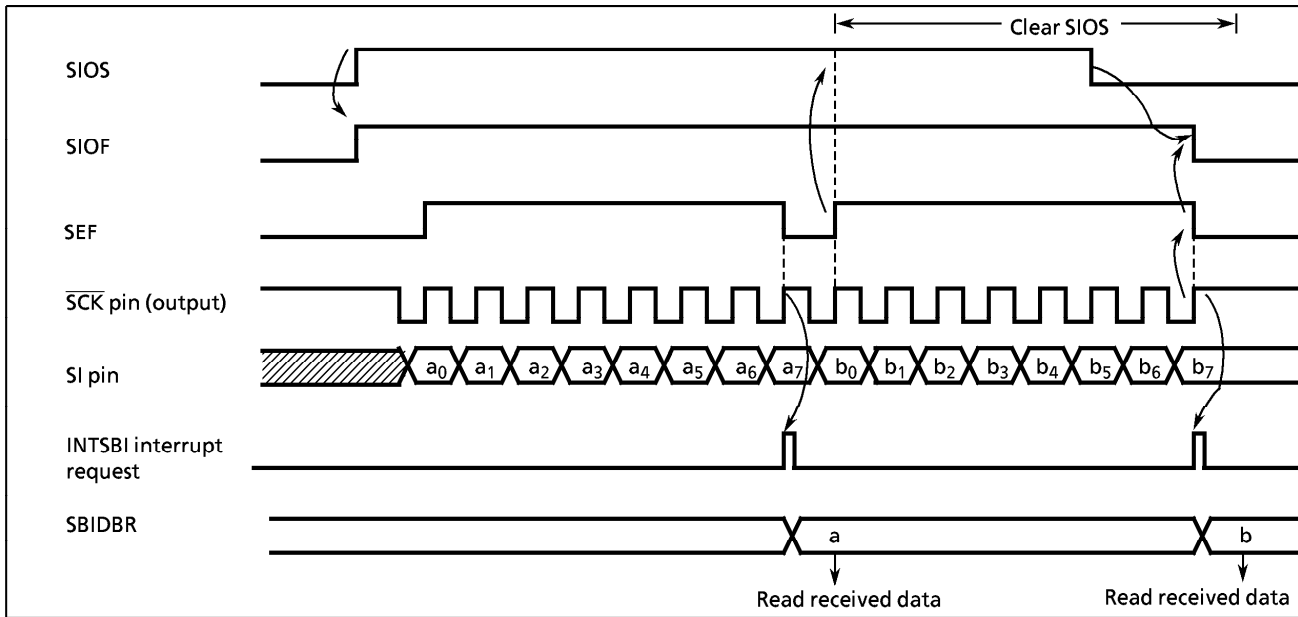 Clear SIOS
SIOS
SIOF
SEF
S̅C̅K̅ pin (output)
SI pin
a₀ a₁ a₂ a₃ a₄ a₅ a₆ a₇ b₀ b₁ b₂ b₃ b₄ b₅ b₆ b₇
INTSBI interrupt
request
SBIDBR
a b
Read received data Read received data